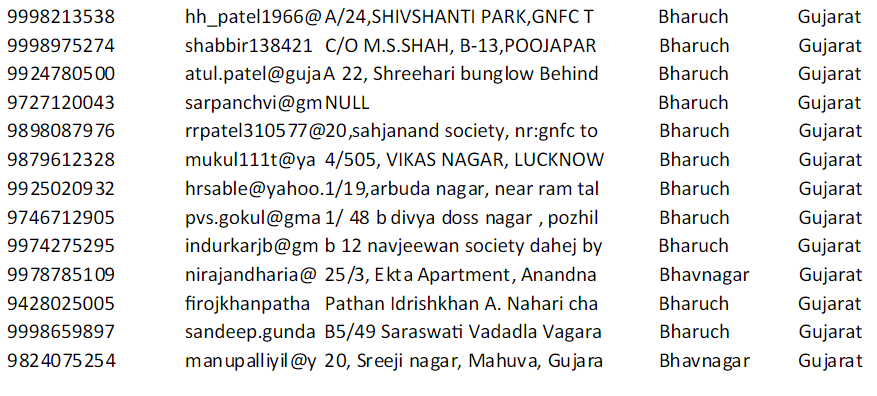 9998213538 hh_patel1966@ A/24,SHIVSHANTI PARK,GNFC T Bharuch Gujarat
9998975274 shabbir138421 C/O M.S.SHAH, B-13,POOJAPAR Bharuch Gujarat
9924780500 atul.patel@guja A 22, Shreehari bunglow Behind Bharuch Gujarat
9727120043 sarpanchvi@gm NULL Bharuch Gujarat
9898087976 rrpatel310577@ 20,sahjanand society, nr:gnfc to Bharuch Gujarat
9879612328 mukul111t@ya 4/505, VIKAS NAGAR, LUCKNOW Bharuch Gujarat
9925020932 hrsable@yahoo. 1/19,arbuda nagar, near ram tal Bharuch Gujarat
9746712905 pvs.gokul@gma 1/ 48 b divya doss nagar , pozhil Bharuch Gujarat
9974275295 indurkarjb@gm b 12 navjeewan society dahej by Bharuch Gujarat
9978785109 nirajandharia@ 25/3, Ekta Apartment, Anandna Bhavnagar Gujarat
9428025005 firojkhanpatha Pathan Idrishkhan A. Nahari cha Bharuch Gujarat
9998659897 sandeep.gunda B5/49 Saraswati Vadadla Vagara Bharuch Gujarat
9824075254 manupalliyil@y 20, Sreeji nagar, Mahuva, Gujara Bhavnagar Gujarat